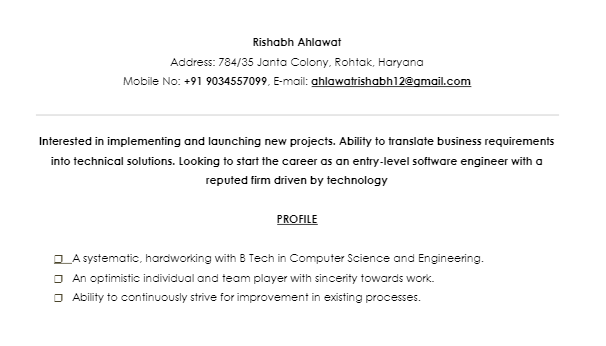 Rishabh Ahlawat
Address: 784/35 Janta Colony, Rohtak, Haryana
Mobile No: +91 9034557099, E-mail: ahlawatrishabh12@gmail.com
Interested in implementing and launching new projects. Ability to translate business requirements
into technical solutions. Looking to start the career as an entry-level software engineer with a
reputed firm driven by technology
PROFILE
☐ A systematic, hardworking with B Tech in Computer Science and Engineering.
☐ An optimistic individual and team player with sincerity towards work.
☐ Ability to continuously strive for improvement in existing processes.